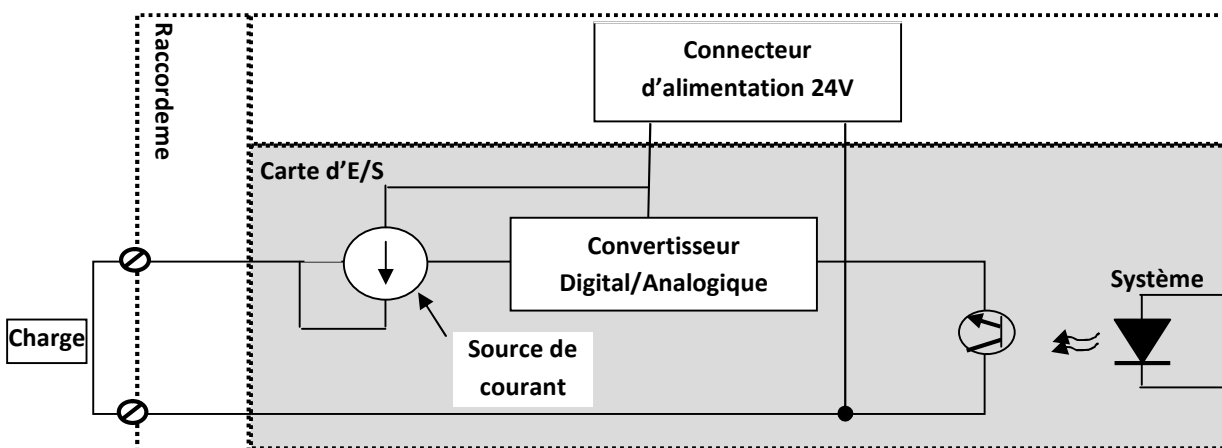 Raccordeme
Connecteur
d’alimentation 24V
Carte d’E/S
Convertisseur
Digital/Analogique
Système
Charge
Source de
courant